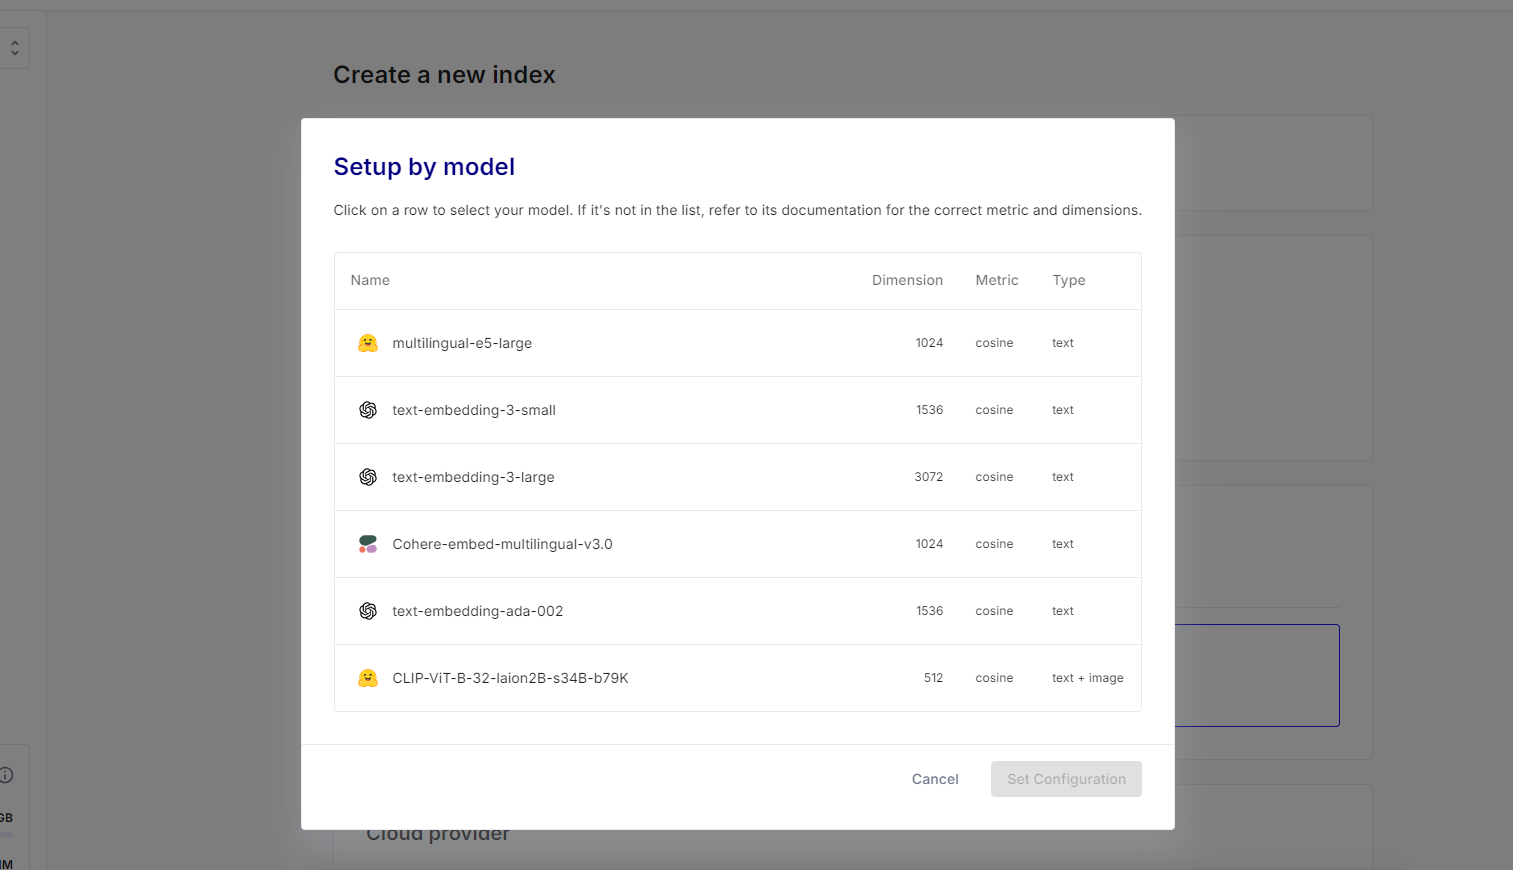 Create a new index
Setup by model
Click on a row to select your model. If it's not in the list, refer to its documentation for the correct metric and dimensions.
Name Dimension Metric Type
multilingual-e5-large 1024 cosine text
text-embedding-3-small 1536 cosine text
text-embedding-3-large 3072 cosine text
Cohere-embed-multilingual-v3.0 1024 cosine text
text-embedding-ada-002 1536 cosine text
CLIP-ViT-B-32-laion2B-s34B-b79K 512 cosine text + image
Cancel Set Configuration
GB
Cloud provider